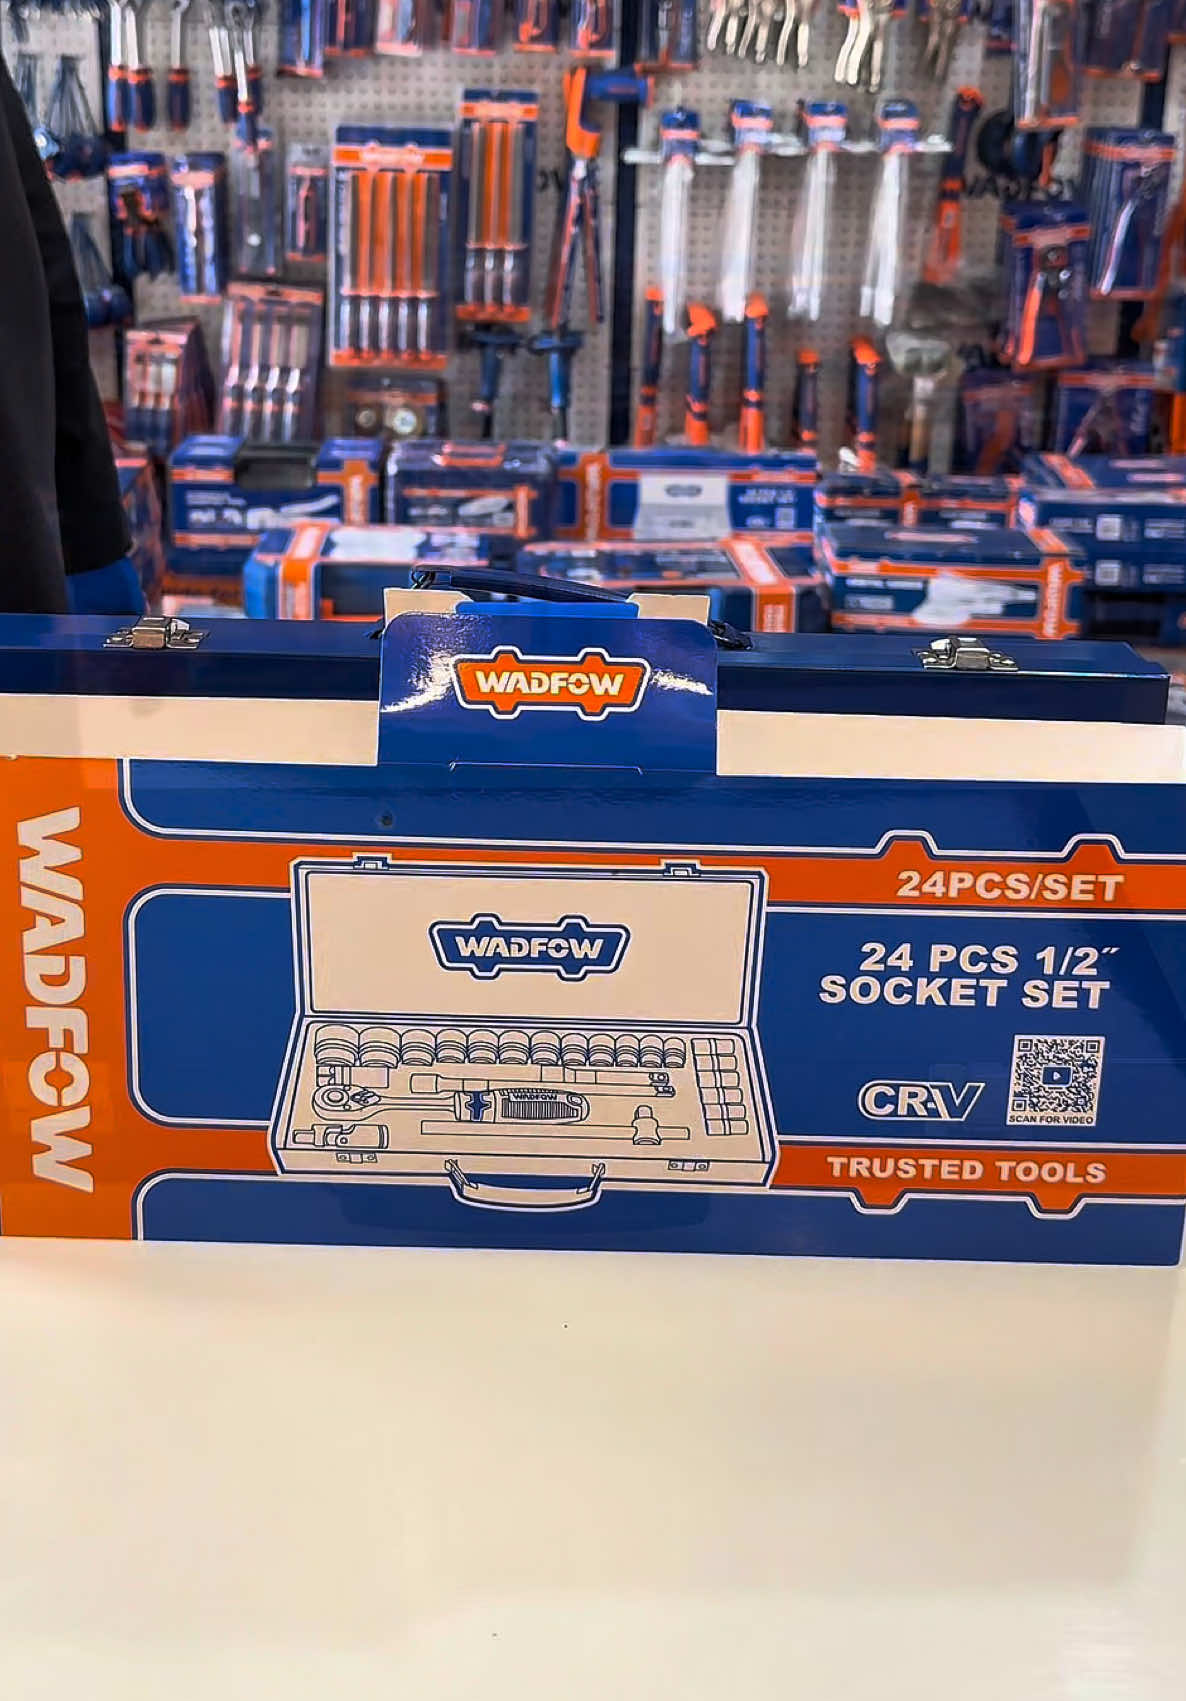 WADFOW
WADFOW
24PCS/SET
WADFOW
24 PCS 1/2″
SOCKET SET
WADFOW
CR-V
SCAN FOR VIDEO
TRUSTED TOOLS